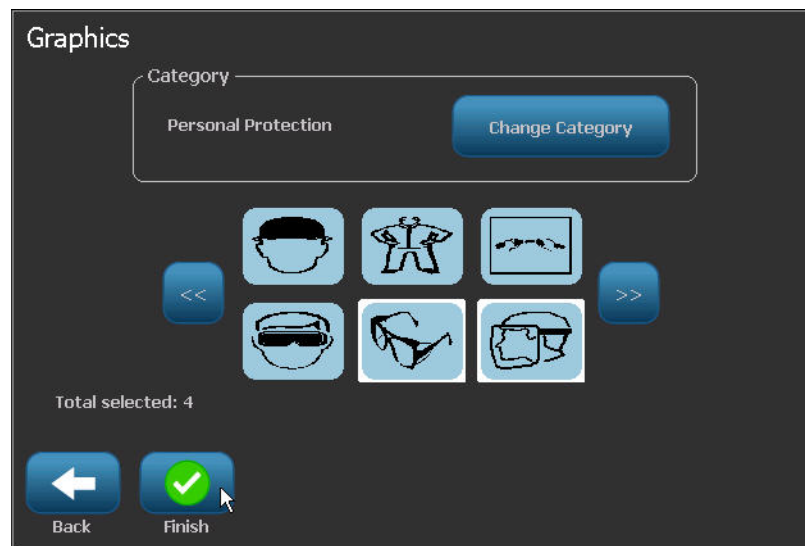 Graphics
Category
Personal Protection
Change Category
<<
>>
Total selected: 4
Back
Finish